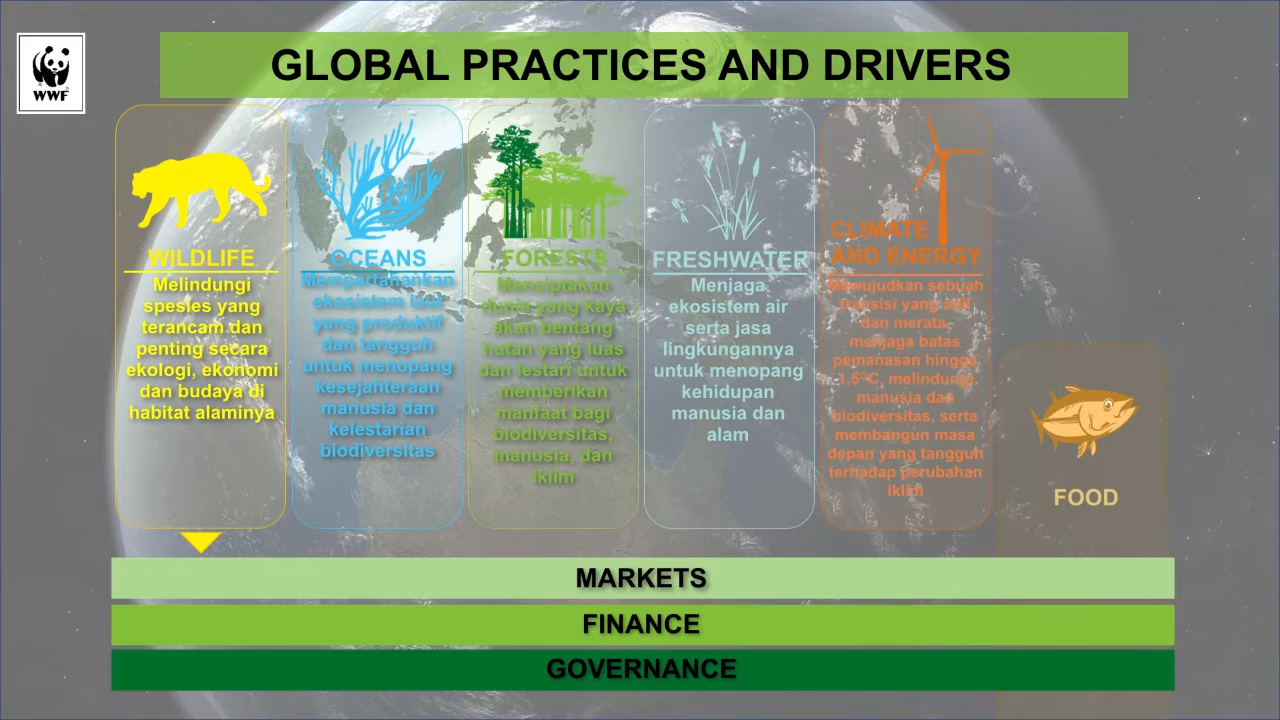 GLOBAL PRACTICES AND DRIVERS
WWF
WILDLIFE
Melindungi
spesies yang
terancam dan
penting secara
ekologi, ekonomi
dan budaya di
habitat alaminya
OCEANS
Mempertahankan
ekosistem laut
yang produktif
dan tangguh
untuk menopang
kesejahteraan
manusia dan
kelestarian
biodiversitas
FORESTS
Menciptakan
dunia yang kaya
akan bentang
hutan yang luas
dan lestari untuk
memberikan
manfaat bagi
biodiversitas,
manusia, dan
iklim
FRESHWATER
Menjaga
ekosistem air
serta jasa
lingkungannya
untuk menopang
kehidupan
manusia dan
alam
CLIMATE
AND ENERGY
Mewujudkan sebuah
transisi yang adil
dan merata,
menjaga batas
pemanasan hingga
1,5°C, melindungi
manusia dan
biodiversitas, serta
membangun masa
depan yang tangguh
terhadap perubahan
iklim
FOOD
MARKETS
FINANCE
GOVERNANCE